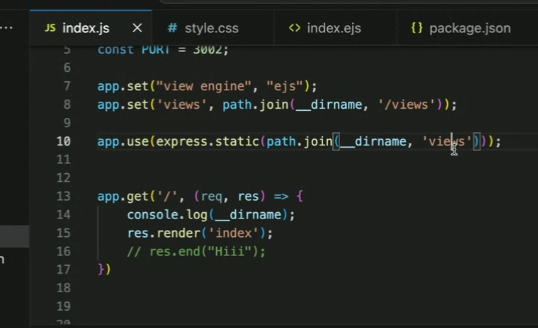 JS index.js × # style.css <> index.ejs {} package.json
5 const PORT = 3002;
6
7 app.set("view engine", "ejs");
8 app.set('views', path.join(__dirname, '/views'));
9
10 app.use(express.static(path.join(__dirname, 'views')));
11
12
13 app.get('/', (req, res) => {
14 console.log(__dirname);
15 res.render('index');
16 // res.end("Hiii");
17 })
18
19
20